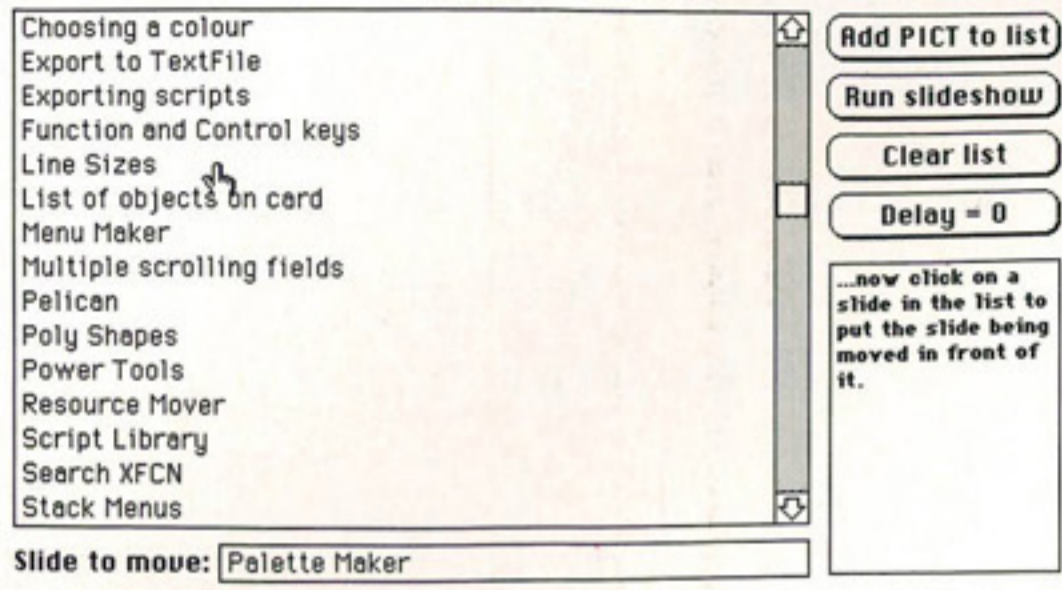 Choosing a colour
Export to TextFile
Exporting scripts
Function and Control keys
Line Sizes
List of objects on card
Menu Maker
Multiple scrolling fields
Pelican
Poly Shapes
Power Tools
Resource Mover
Script Library
Search XFCN
Stack Menus
Slide to move: Palette Maker
Add PICT to list
Run slideshow
Clear list
Delay = 0
...now click on a
slide in the list to
put the slide being
moved in front of
it.